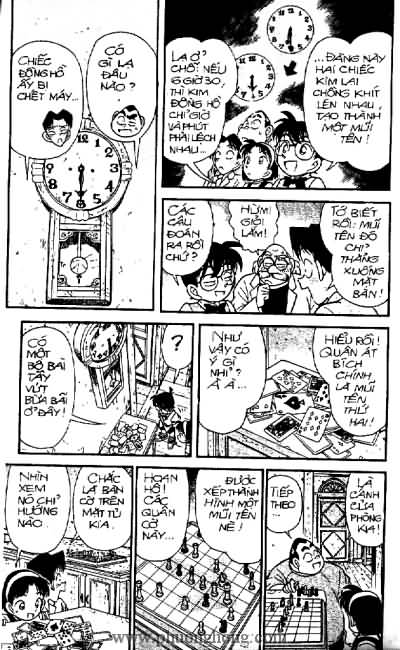 CHIẾC
ĐỒNG HỒ
ẤY BỊ
CHẾT MÁY...
CÓ
GÌ LẠ
ĐÂU
NÀO?
LẠ Ở
CHỖ: NẾU
6 GIỜ 30,
THÌ KIM
ĐỒNG HỒ
CHỈ GIỜ
VÀ PHÚT
PHẢI LỆCH
NHAU...
...ĐẰNG NÀY
HAI CHIẾC
KIM LẠI
CHỒNG KHÍT
LÊN NHAU,
TẠO THÀNH
MỘT MŨI
TÊN!
CÁC
CẬU
ĐOÁN
RA RỒI
CHỨ?
HỪM!
GIỎI
LẮM!
TỚ BIẾT
RỒI: MŨI
TÊN ĐÓ
CHỈ
THẲNG
XUỐNG
MẶT
BÀN!
CÓ
MỘT
BỘ BÀI
TÂY
VỨT
BỪA BÃI
Ở ĐÂY!
?
NHƯ
VẬY CÓ
Ý GÌ
NHỈ?
À À...
HIỂU RỒI!
QUÂN ÁT
BÍCH
CHÍNH
LÀ MŨI
TÊN
THỨ
HAI!
NHÌN
XEM
NÓ CHỈ
HƯỚNG
NÀO.
CHẮC
LÀ BÀN
CỜ TRÊN
MẶT TỦ
KIA.
HOAN
HÔ!
CÁC
QUÂN
CỜ
NÀY...
ĐƯỢC
XẾP THÀNH
HÌNH MỘT
MŨI TÊN
NÈ!
TIẾP
THEO...
LÀ
CÁNH
CỬA
PHÒNG
KIA!
www.phuonghong.com